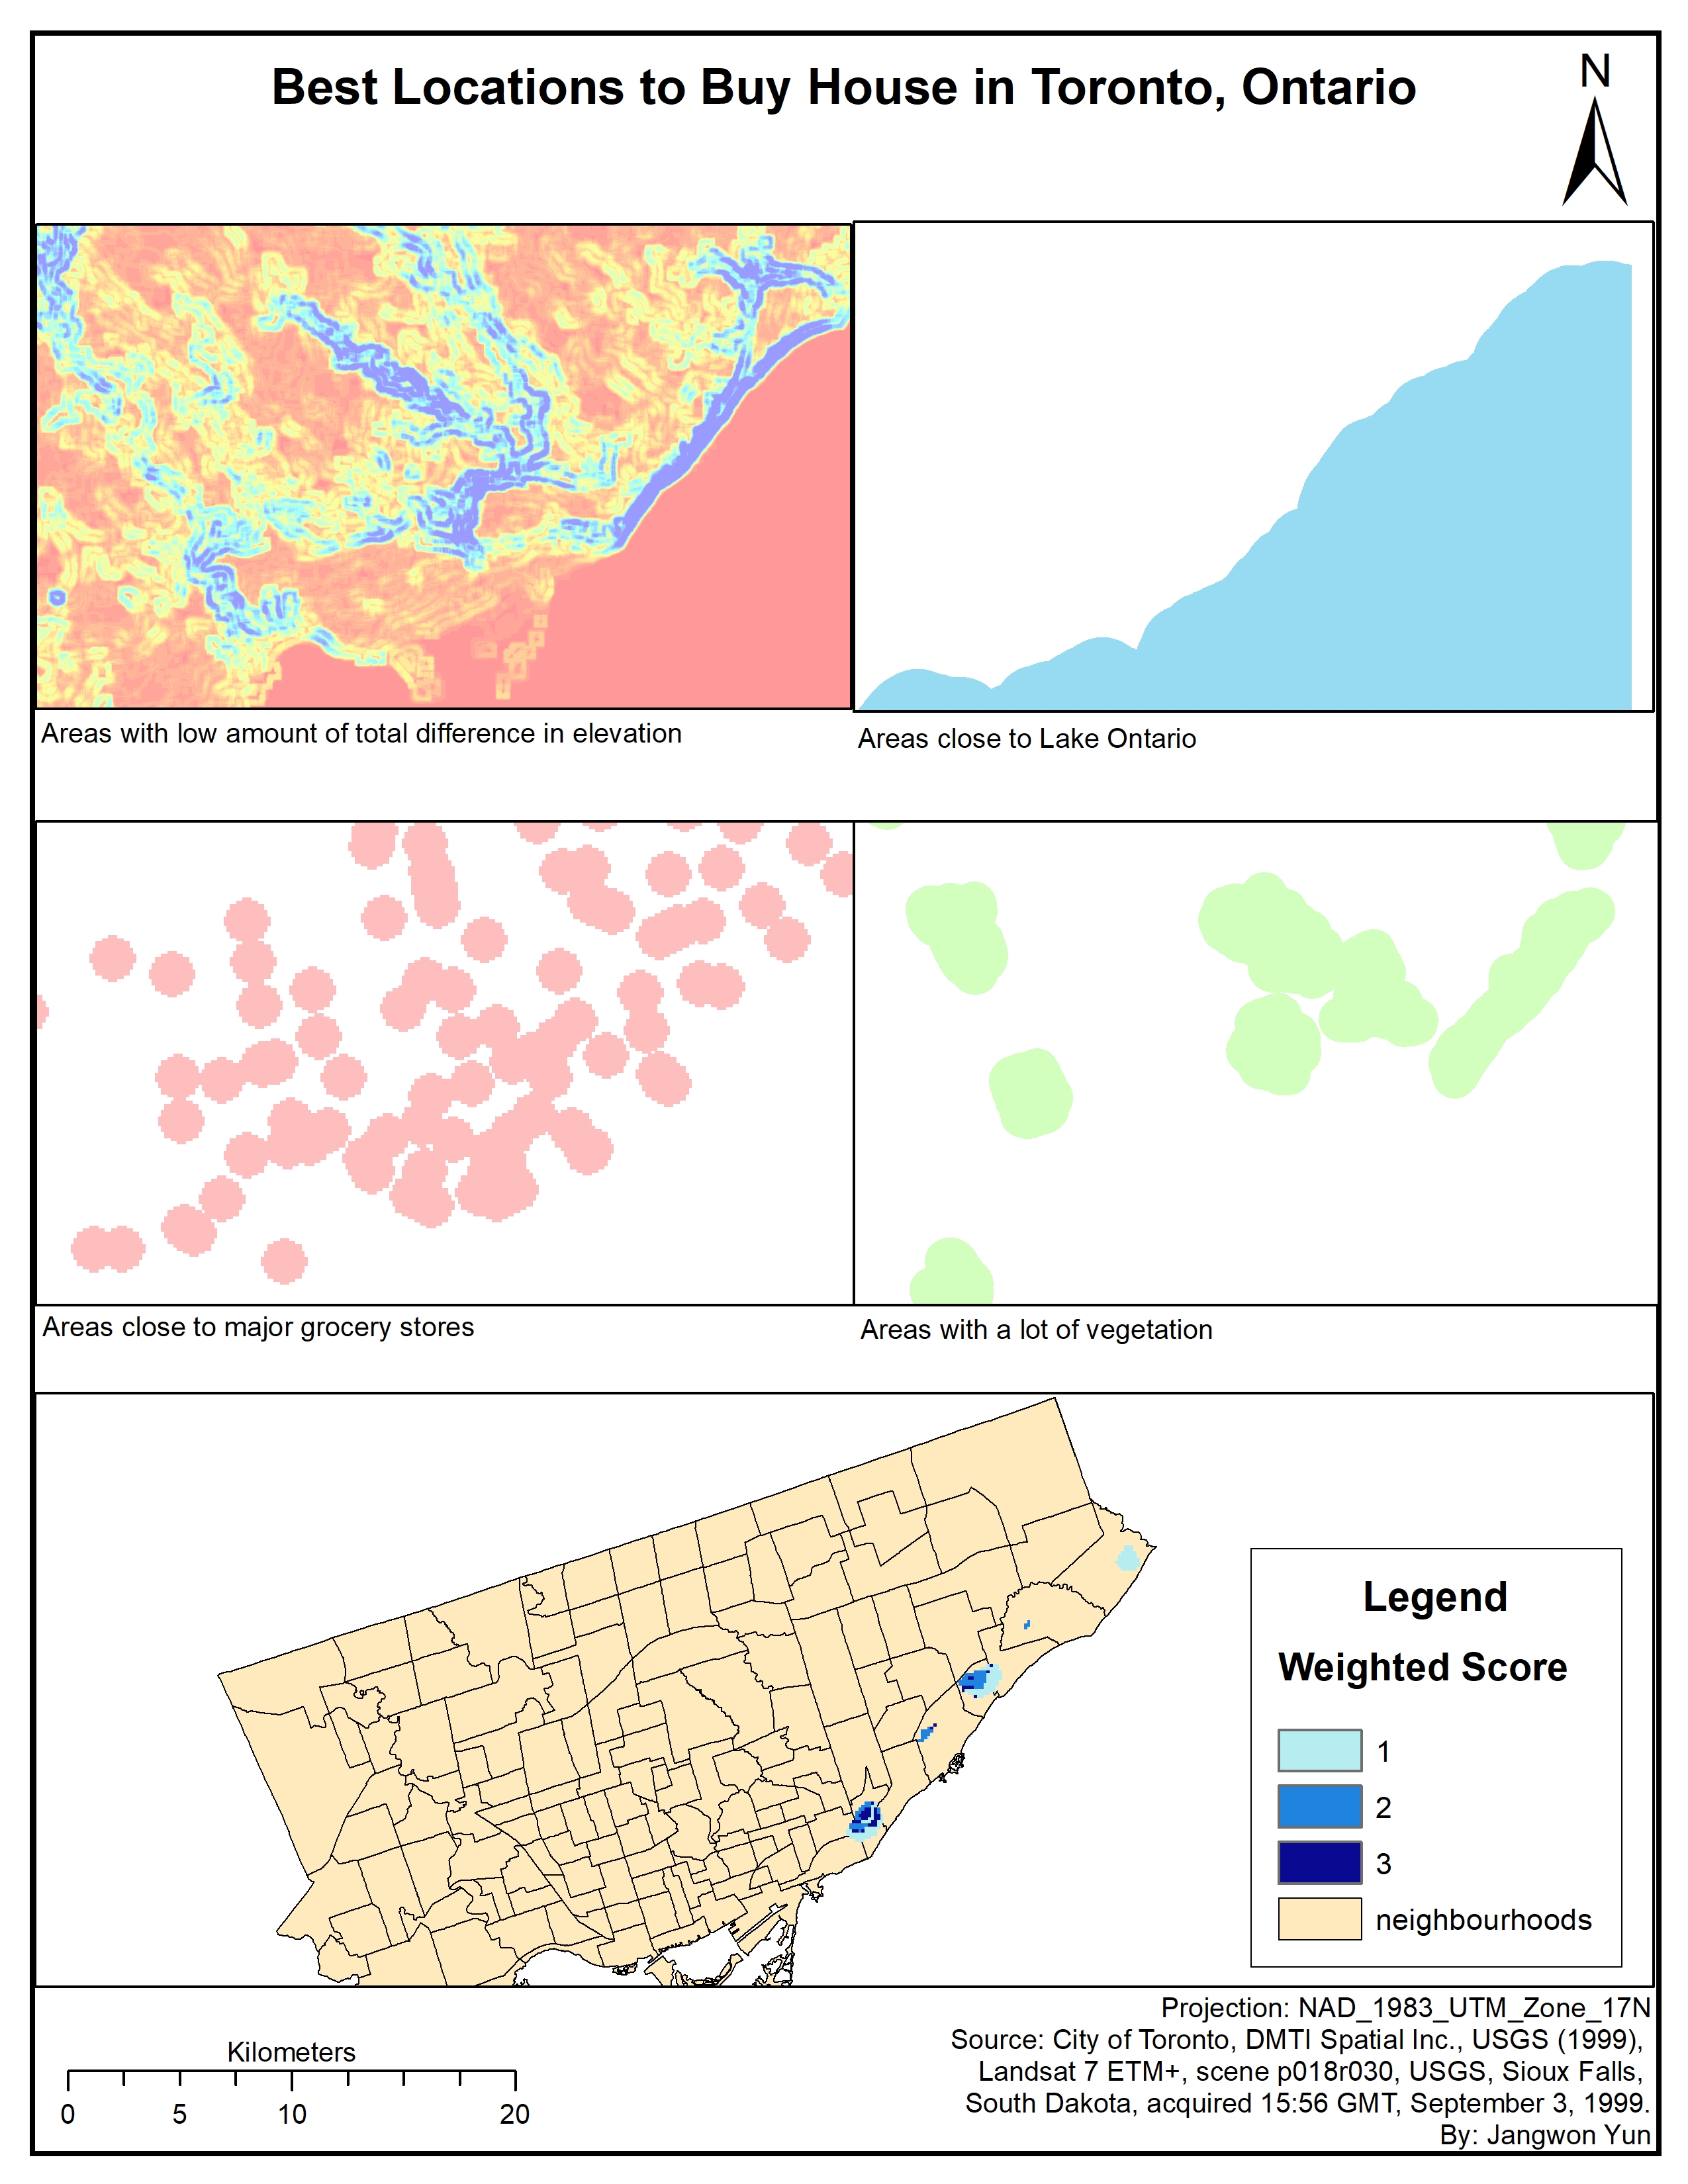 Best Locations to Buy House in Toronto, Ontario
N
Areas with low amount of total difference in elevation
Areas close to Lake Ontario
Areas close to major grocery stores
Areas with a lot of vegetation
Legend
Weighted Score
1
2
3
neighbourhoods
Kilometers
0 5 10 20
Projection: NAD_1983_UTM_Zone_17N
Source: City of Toronto, DMTI Spatial Inc., USGS (1999),
Landsat 7 ETM+, scene p018r030, USGS, Sioux Falls,
South Dakota, acquired 15:56 GMT, September 3, 1999.
By: Jangwon Yun